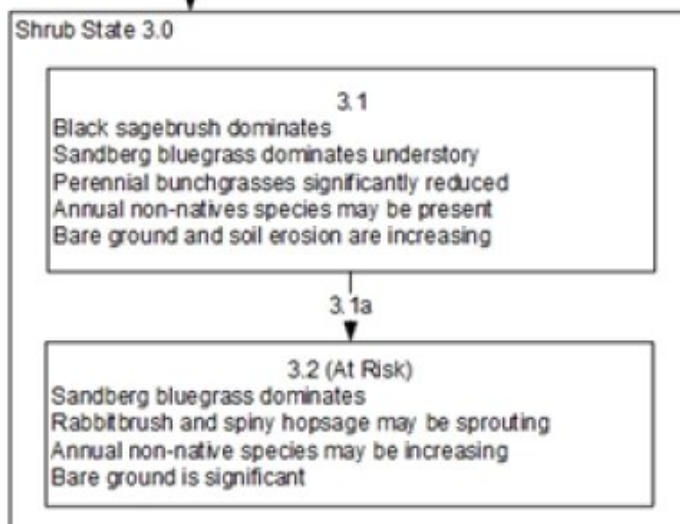 Shrub State 3.0
3.1
Black sagebrush dominates
Sandberg bluegrass dominates understory
Perennial bunchgrasses significantly reduced
Annual non-natives species may be present
Bare ground and soil erosion are increasing
3.1a
3.2 (At Risk)
Sandberg bluegrass dominates
Rabbitbrush and spiny hopsage may be sprouting
Annual non-native species may be increasing
Bare ground is significant